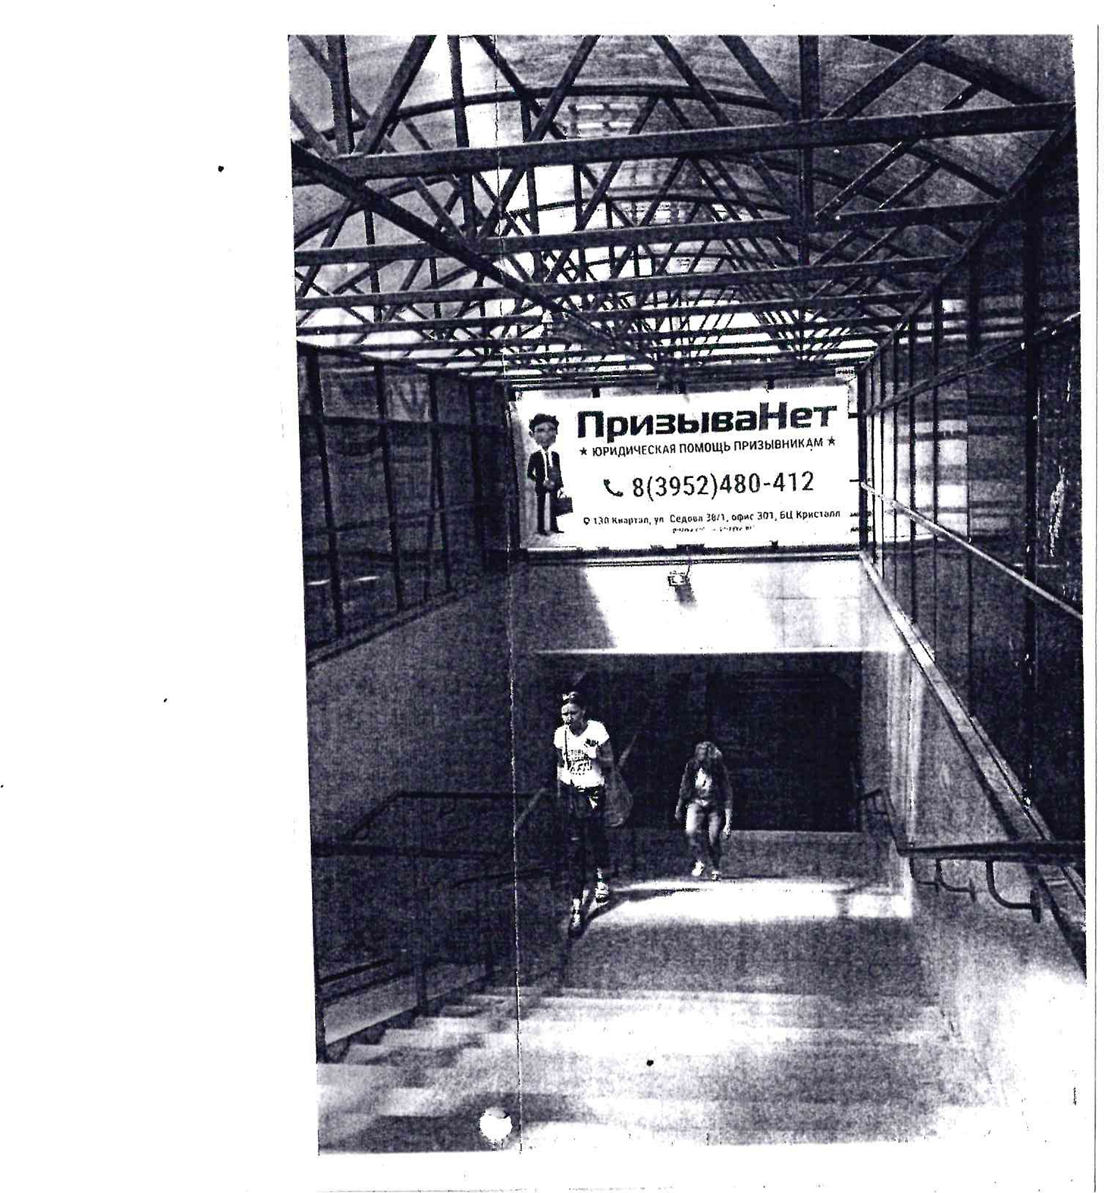 ПризываНет
★ ЮРИДИЧЕСКАЯ ПОМОЩЬ ПРИЗЫВНИКАМ ★
8(3952)480-412
130 Квартал, ул. Седова 38/1, офис 301, БЦ Кристалл